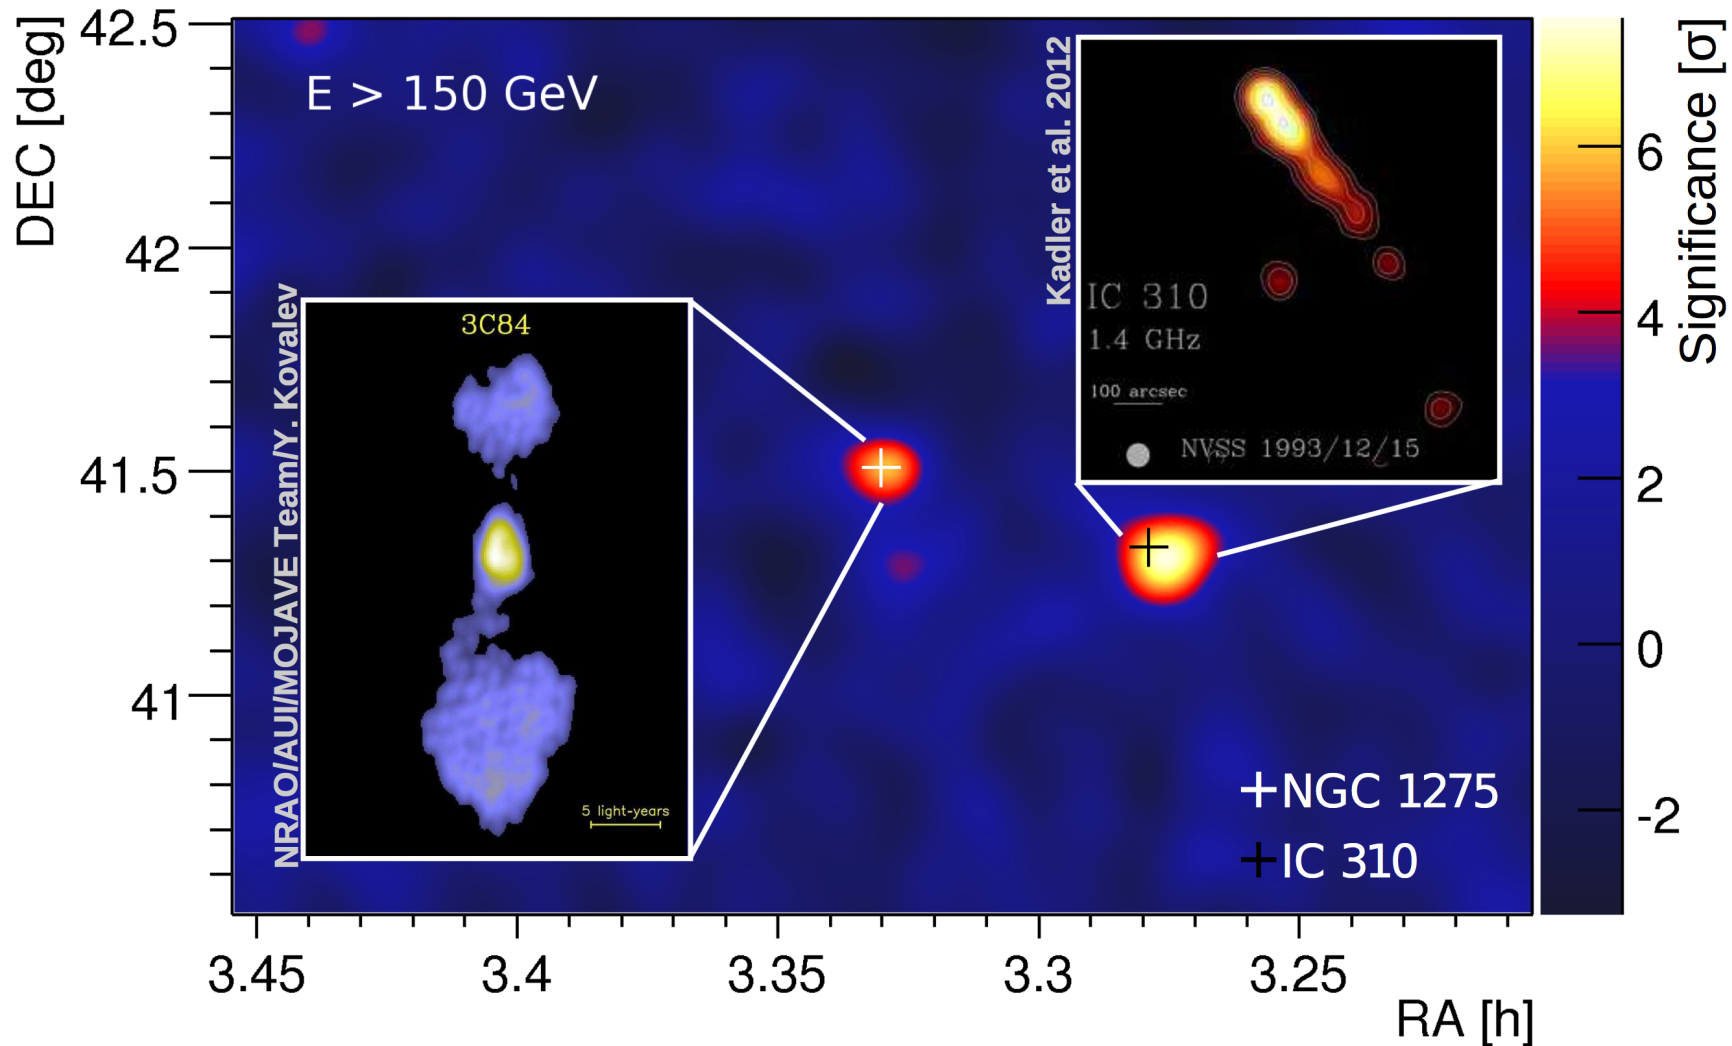 DEC [deg]
42.5
42
41.5
41
E > 150 GeV
NRAO/AUI/MOJAVE Team/Y. Kovalev
3C84
5 light-years
Kadler et al. 2012
IC 310
1.4 GHz
100 arcsec
NVSS 1993/12/15
NGC 1275
IC 310
3.45
3.4
3.35
3.3
3.25
RA [h]
Significance [σ]
6
4
2
0
-2